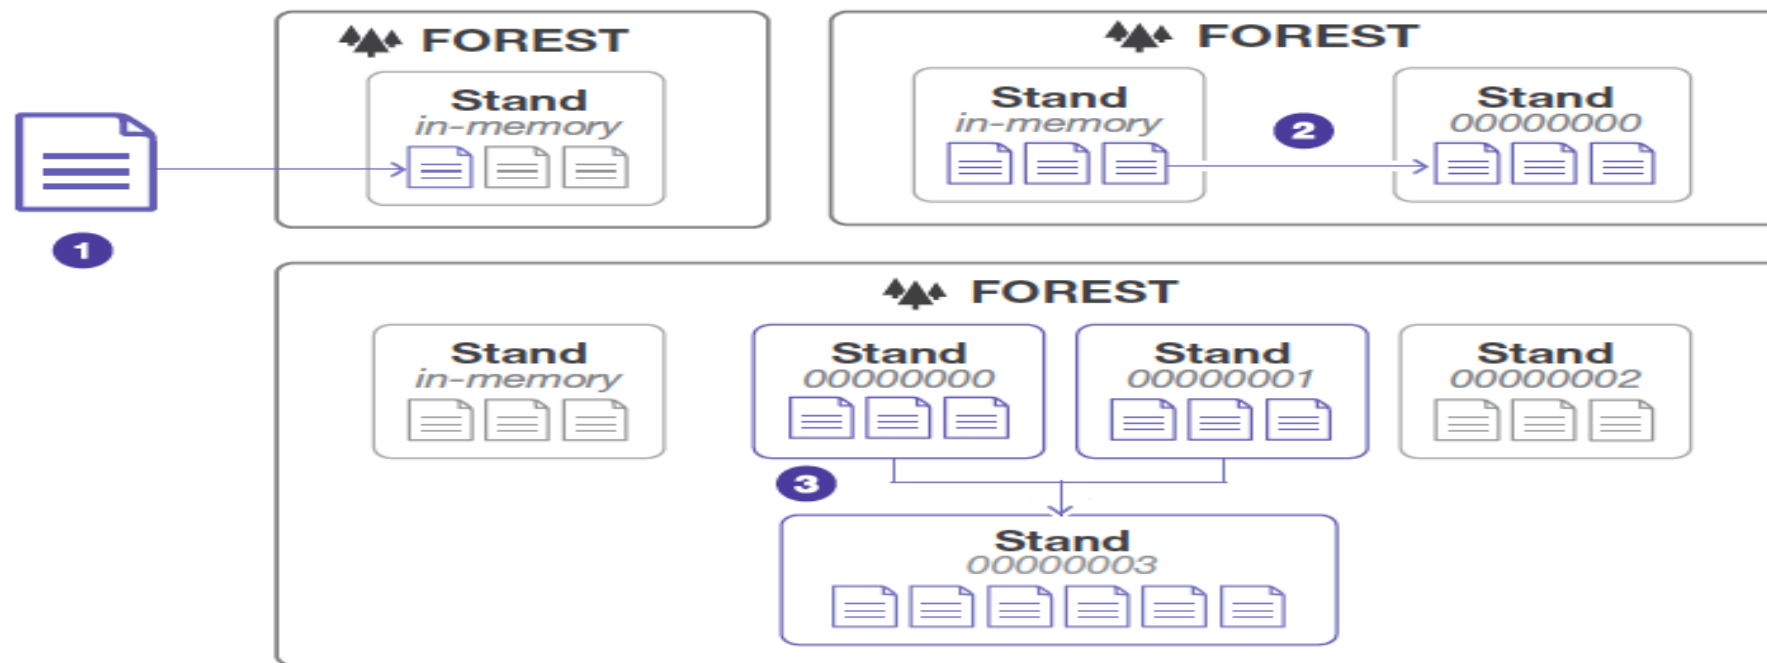 FOREST
Stand
in-memory
1
FOREST
Stand
in-memory
2
Stand
00000000
FOREST
Stand
in-memory
Stand
00000000
Stand
00000001
Stand
00000002
3
Stand
00000003